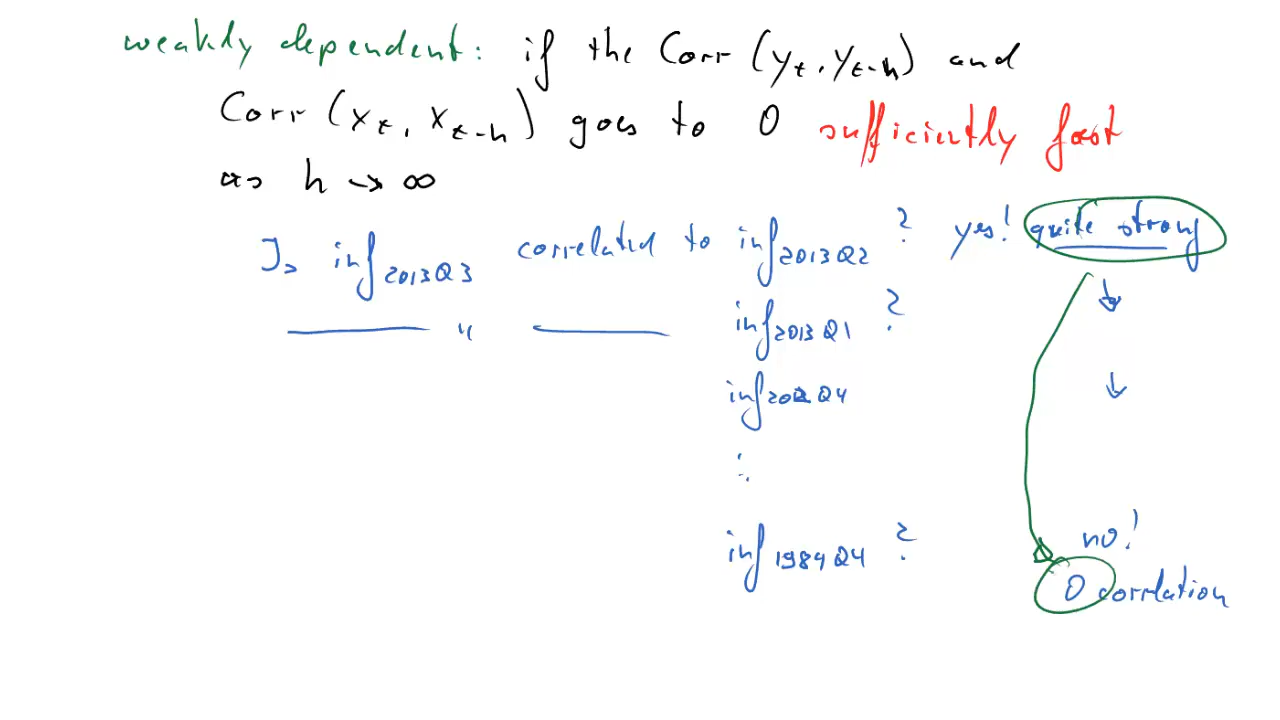 weakly dependent: if the Corr (yt, yt-h) and
Corr (xt, xt-h) goes to 0 sufficiently fast
as h → ∞
Is inf2013Q3 correlated to inf2013Q2 ? yes! quite strong
—— " —— inf2013Q1 ?
inf2012Q4
:
inf1984Q4 ? no!
0 corrlation